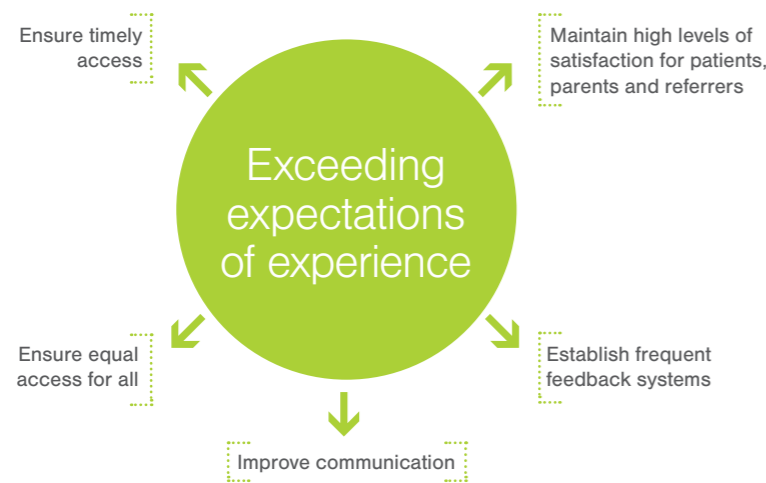 Ensure timely
access
Maintain high levels of
satisfaction for patients,
parents and referrers
Exceeding
expectations
of experience
Ensure equal
access for all
Establish frequent
feedback systems
Improve communication